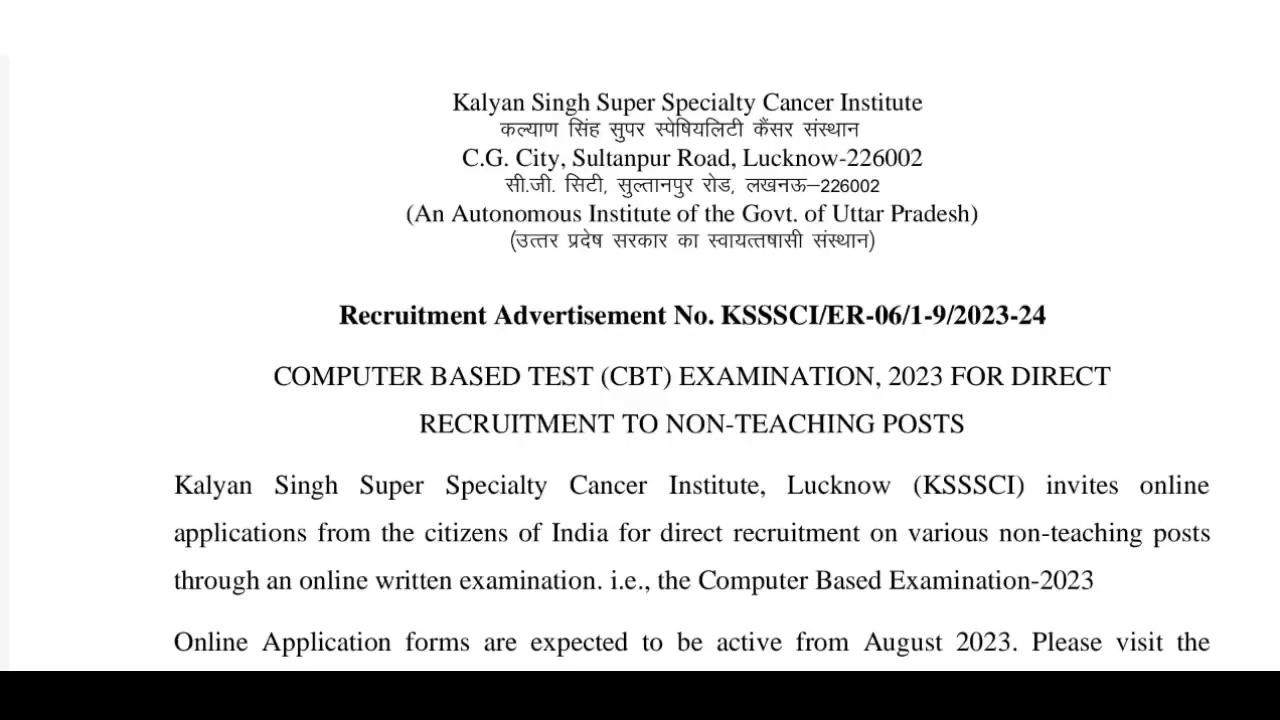 Kalyan Singh Super Specialty Cancer Institute
कल्याण सिंह सुपर स्पेषियलिटी कैंसर संस्थान
C.G. City, Sultanpur Road, Lucknow-226002
सी.जी. सिटी, सुल्तानपुर रोड, लखनऊ–226002
(An Autonomous Institute of the Govt. of Uttar Pradesh)
(उत्तर प्रदेष सरकार का स्वायत्तषासी संस्थान)
Recruitment Advertisement No. KSSSCI/ER-06/1-9/2023-24
COMPUTER BASED TEST (CBT) EXAMINATION, 2023 FOR DIRECT
RECRUITMENT TO NON-TEACHING POSTS
Kalyan Singh Super Specialty Cancer Institute, Lucknow (KSSSCI) invites online
applications from the citizens of India for direct recruitment on various non-teaching posts
through an online written examination. i.e., the Computer Based Examination-2023
Online Application forms are expected to be active from August 2023. Please visit the